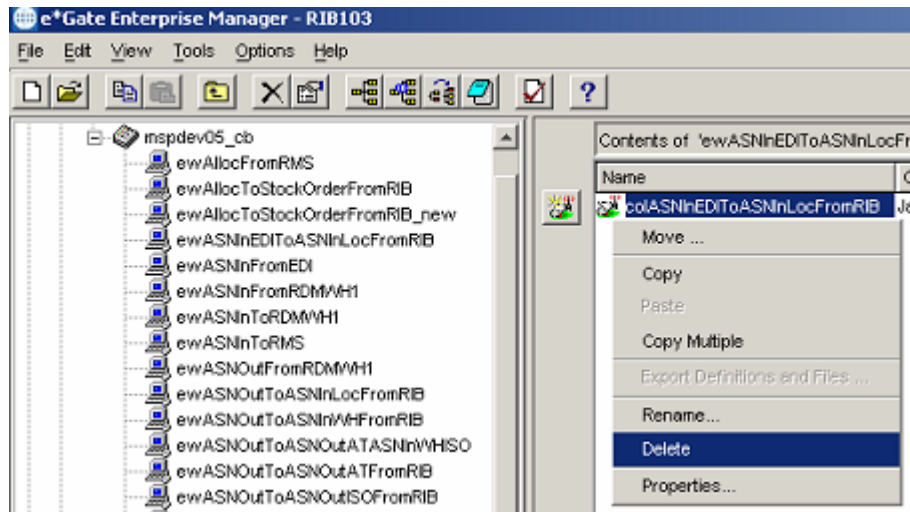 e*Gate Enterprise Manager - RIB103
File Edit View Tools Options Help
mspdev05_cb
ewAllocFromRMS
ewAllocToStockOrderFromRIB
ewAllocToStockOrderFromRIB_new
ewASNInEDIToASNInLocFromRIB
ewASNInFromEDI
ewASNInFromRDMWH1
ewASNInToRDMWH1
ewASNInToRMS
ewASNOutFromRDMWH1
ewASNOutToASNInLocFromRIB
ewASNOutToASNInWHFromRIB
ewASNOutToASNOutATASNInWHISO
ewASNOutToASNOutATFromRIB
ewASNOutToASNOutISOFromRIB
Contents of 'ewASNInEDIToASNInLocFr
Name
colASNInEDIToASNInLocFromRIB
Move ...
Copy
Paste
Copy Multiple
Export Definitions and Files ...
Rename...
Delete
Properties...